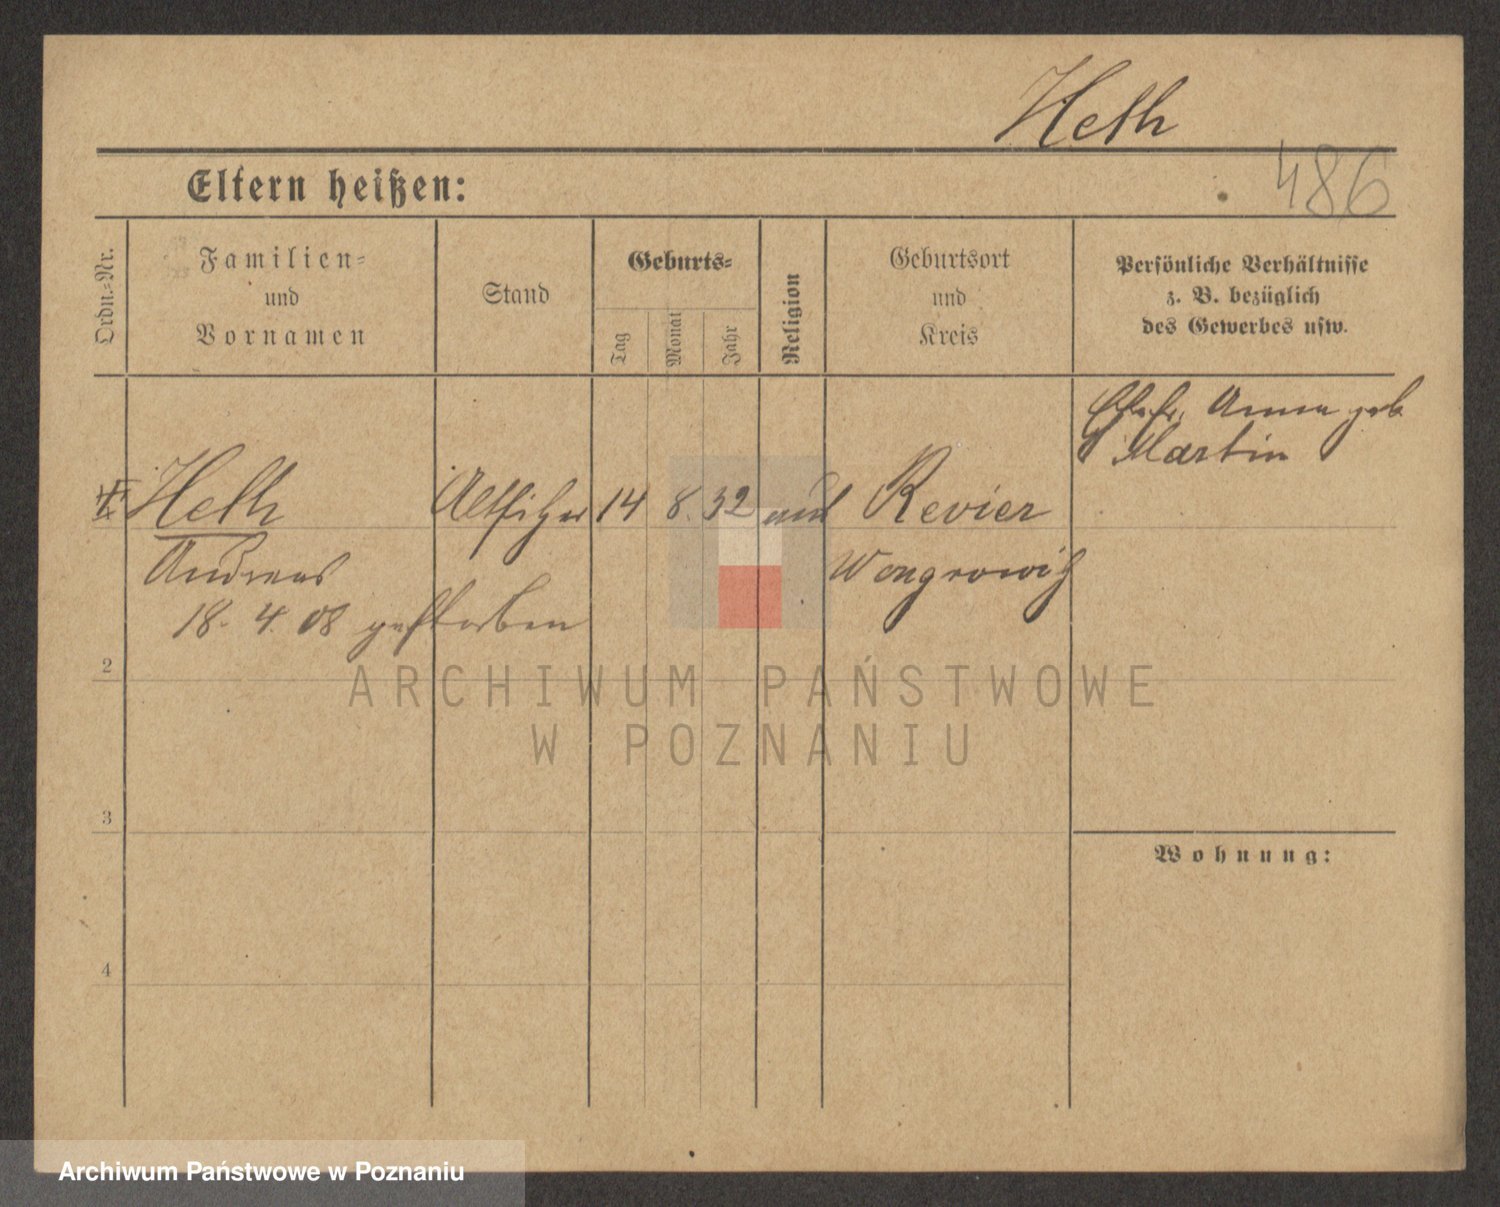 Heth
486
Eltern heißen:
Ordn.-Nr.
Familien-
und
Vornamen
Stand
Geburts-
Tag
Monat
Jahr
Religion
Geburtsort
und
Kreis
Persönliche Verhältnisse
z. B. bezüglich
des Gewerbes usw.
Ehefr. Anna geb
Martin
Heth
14 8. 32
Revier
Andreas
Wongrowitz
18. 4. 08 gestorben
2
ARCHIWUM PAŃSTWOWE
W POZNANIU
3
Wohnung:
4
Archiwum Państwowe w Poznaniu